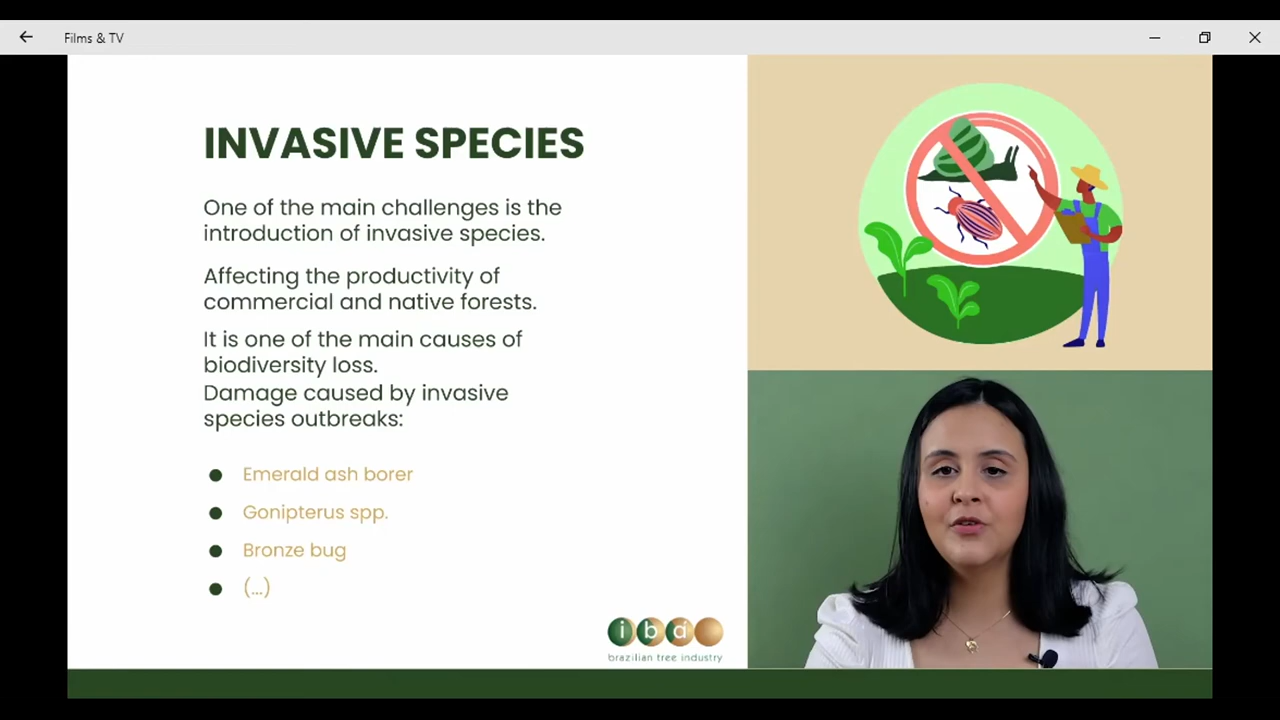 Films & TV
INVASIVE SPECIES
One of the main challenges is the
introduction of invasive species.
Affecting the productivity of
commercial and native forests.
It is one of the main causes of
biodiversity loss.
Damage caused by invasive
species outbreaks:
Emerald ash borer
Gonipterus spp.
Bronze bug
(...)
ibá
brazilian tree industry